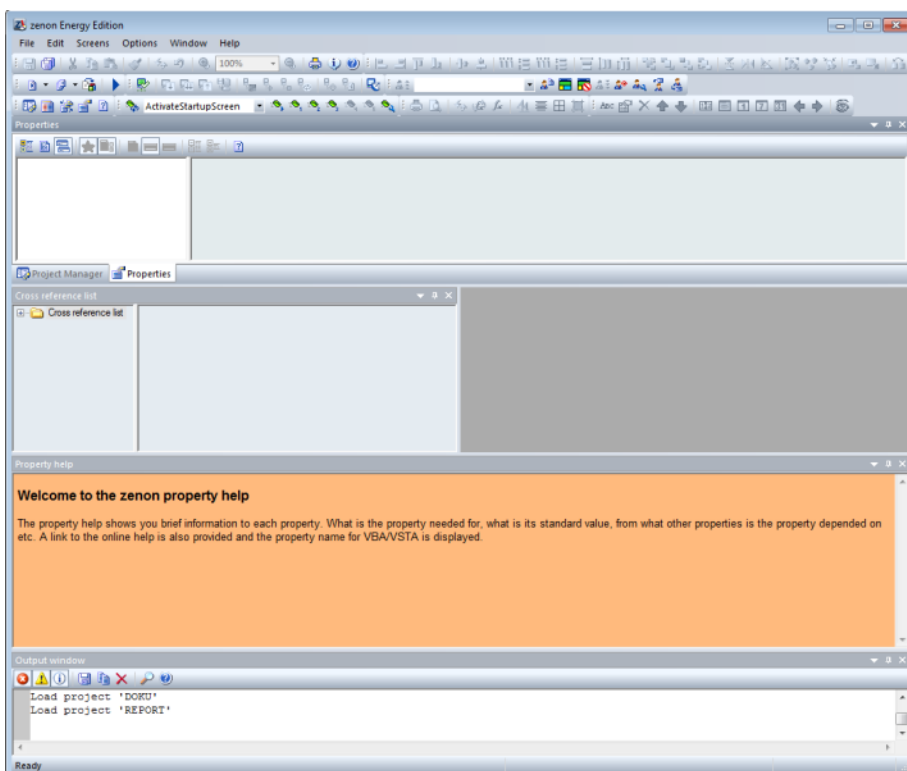 zenon Energy Edition
File Edit Screens Options Window Help
100%
ActivateStartupScreen
Properties
Project Manager Properties
Cross reference list
Cross reference list
Property help
Welcome to the zenon property help
The property help shows you brief information to each property. What is the property needed for, what is its standard value, from what other properties is the property depended on
etc. A link to the online help is also provided and the property name for VBA/VSTA is displayed.
Output window
Load project 'DOKU'
Load project 'REPORT'
Ready